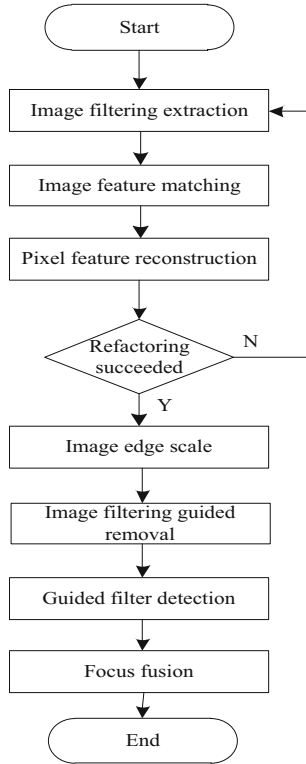 Start
Image filtering extraction
Image feature matching
Pixel feature reconstruction
Refactoring
succeeded
N
Y
Image edge scale
Image filtering guided
removal
Guided filter detection
Focus fusion
End